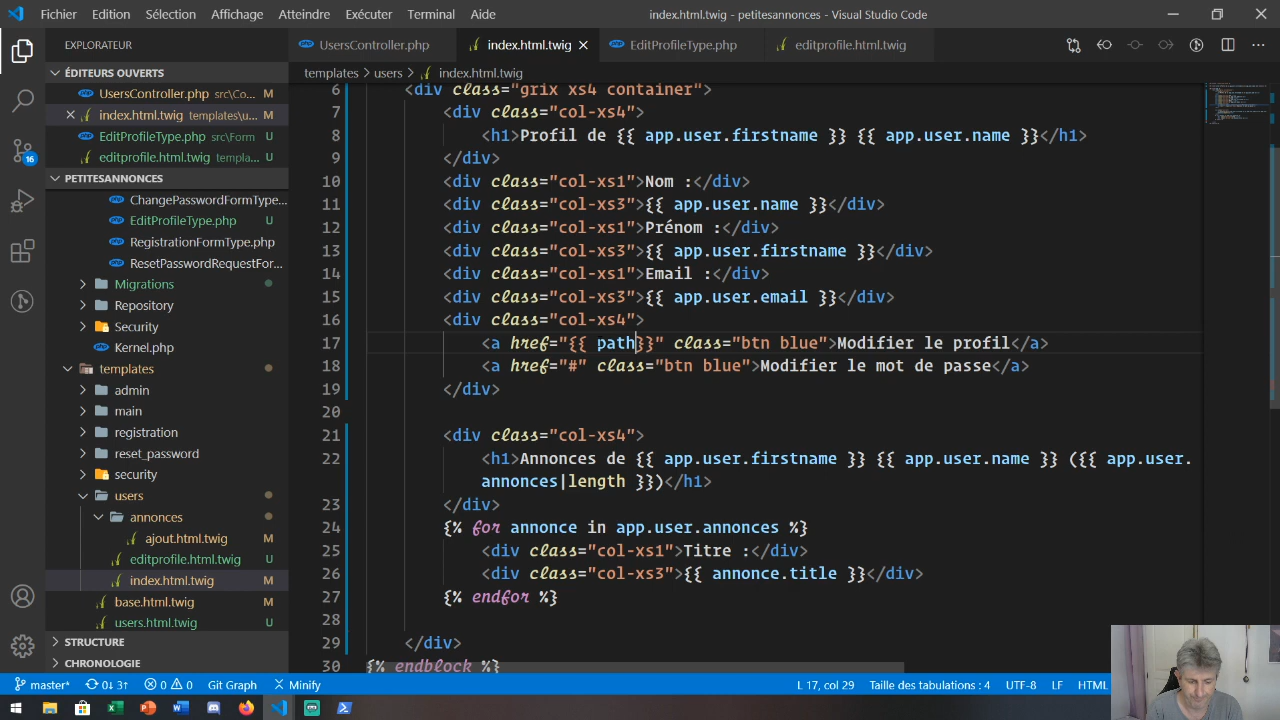 Fichier Edition Sélection Affichage Atteindre Exécuter Terminal Aide index.html.twig - petitesannonces - Visual Studio Code
EXPLORATEUR
UsersController.php index.html.twig EditProfileType.php editprofile.html.twig
templates > users > index.html.twig
ÉDITEURS OUVERTS
UsersController.php src\Co... M
index.html.twig templates\u... M
EditProfileType.php src\Form U
editprofile.html.twig templa... U
PETITESANNONCES
ChangePasswordFormType...
EditProfileType.php U
RegistrationFormType.php
ResetPasswordRequestFor...
Migrations
Repository
Security
Kernel.php
templates
admin
main
registration
reset_password
security
users
annonces
ajout.html.twig M
editprofile.html.twig U
index.html.twig M
base.html.twig M
users.html.twig U
STRUCTURE
CHRONOLOGIE
6 <div class="grix xs4 container">
7 <div class="col-xs4">
8 <h1>Profil de {{ app.user.firstname }} {{ app.user.name }}</h1>
9 </div>
10 <div class="col-xs1">Nom :</div>
11 <div class="col-xs3">{{ app.user.name }}</div>
12 <div class="col-xs1">Prénom :</div>
13 <div class="col-xs3">{{ app.user.firstname }}</div>
14 <div class="col-xs1">Email :</div>
15 <div class="col-xs3">{{ app.user.email }}</div>
16 <div class="col-xs4">
17 <a href="{{ path}}" class="btn blue">Modifier le profil</a>
18 <a href="#" class="btn blue">Modifier le mot de passe</a>
19 </div>
20
21 <div class="col-xs4">
22 <h1>Annonces de {{ app.user.firstname }} {{ app.user.name }} ({{ app.user.
annonces|length }})</h1>
23 </div>
24 {% for annonce in app.user.annonces %}
25 <div class="col-xs1">Titre :</div>
26 <div class="col-xs3">{{ annonce.title }}</div>
27 {% endfor %}
28
29 </div>
30 {% endblock %}
16
master* 0↓ 3↑ 0 0 Git Graph Minify L 17, col 29 Taille des tabulations : 4 UTF-8 LF HTML